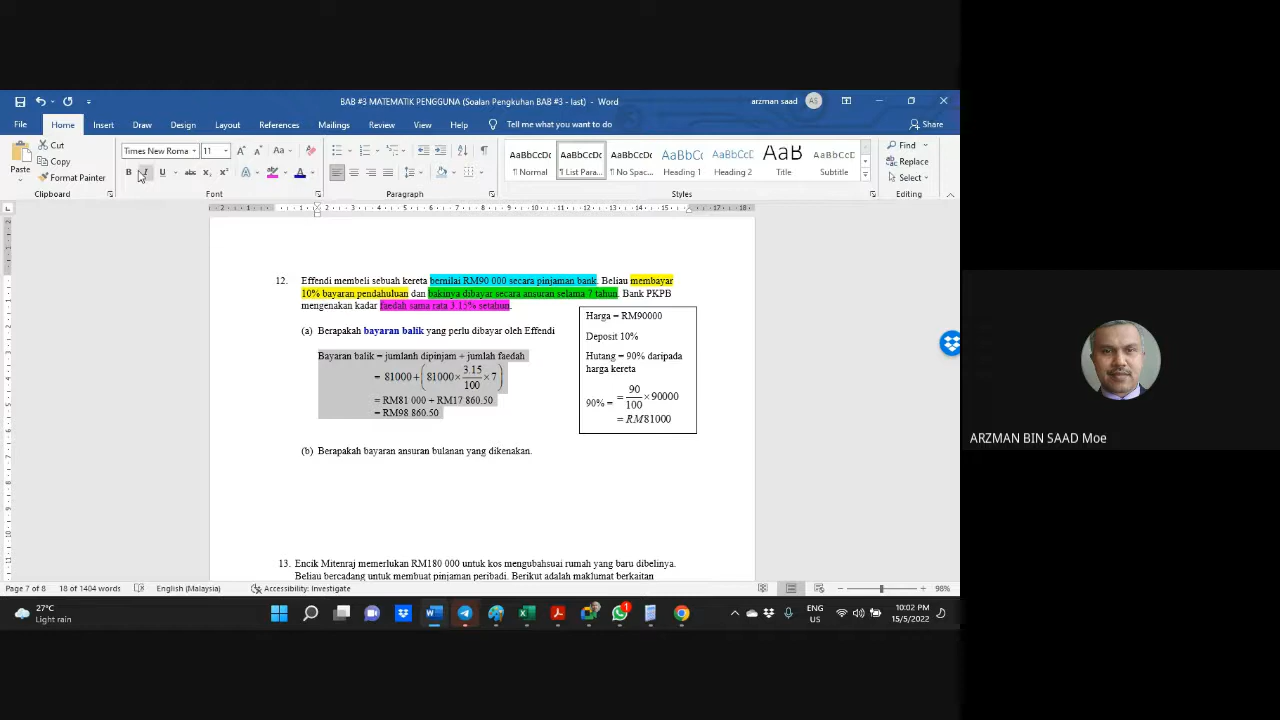 BAB #3 MATEMATIK PENGGUNA (Soalan Pengkuhan BAB #3 - last) - Word
arzman saad
AS
File Home Insert Draw Design Layout References Mailings Review View Help Tell me what you want to do
Share
Paste
Cut
Copy
Format Painter
Clipboard
Times New Roma 11
Font
Paragraph
AaBbCcDc ¶ Normal
AaBbCcDc ¶ List Para...
AaBbCcDc ¶ No Spac...
AaBbCc Heading 1
AaBbCcD Heading 2
AaB Title
AaBbCcD Subtitle
Styles
Find
Replace
Select
Editing
12. Effendi membeli sebuah kereta bernilai RM90 000 secara pinjaman bank. Beliau membayar
10% bayaran pendahuluan dan bakinya dibayar secara ansuran selama 7 tahun. Bank PKPB
mengenakan kadar faedah sama rata 3.15% setahun.
(a) Berapakah bayaran balik yang perlu dibayar oleh Effendi
Bayaran balik = jumlanh dipinjam + jumlah faedah
= 81000 + (81000 × 3.15/100 × 7)
= RM81 000 + RM17 860.50
= RM98 860.50
Harga = RM90000
Deposit 10%
Hutang = 90% daripada
harga kereta
90% = = 90/100 × 90000
= RM81000
(b) Berapakah bayaran ansuran bulanan yang dikenakan.
13. Encik Mitenraj memerlukan RM180 000 untuk kos mengubahsuai rumah yang baru dibelinya.
Beliau bercadang untuk membuat pinjaman peribadi. Berikut adalah maklumat berkaitan
ARZMAN BIN SAAD Moe
Page 7 of 8 18 of 1404 words English (Malaysia) Accessibility: Investigate 98%
27°C
Light rain
ENG
US
10:02 PM
15/5/2022